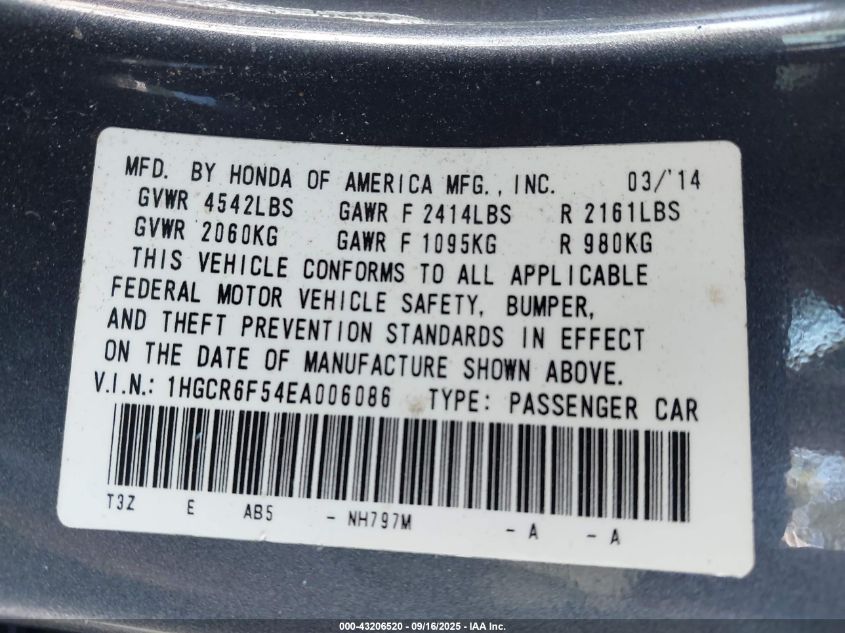 MFD. BY HONDA OF AMERICA MFG., INC. 03/'14
GVWR 4542LBS GAWR F 2414LBS R 2161LBS
GVWR 2060KG GAWR F 1095KG R 980KG
THIS VEHICLE CONFORMS TO ALL APPLICABLE
FEDERAL MOTOR VEHICLE SAFETY, BUMPER,
AND THEFT PREVENTION STANDARDS IN EFFECT
ON THE DATE OF MANUFACTURE SHOWN ABOVE.
V.I.N.: 1HGCR6F54EA006086 TYPE: PASSENGER CAR
T3Z E AB5 - NH797M - A - A
000-43206520 - 09/16/2025 - IAA Inc.